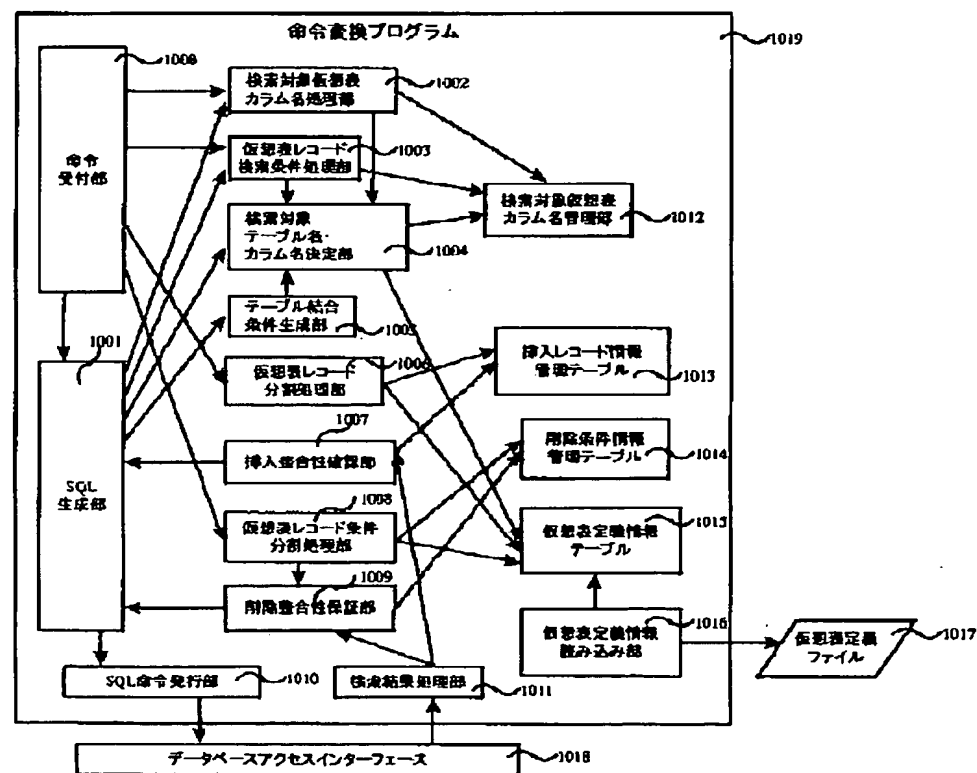 命令変換プログラム
1019
1000
命令
受付部
検索対象仮想表
カラム名処理部
1002
仮想表レコード
検索条件処理部
1003
検索対象
テーブル名・
カラム名決定部
1004
検索対象仮想表
カラム名管理部
1012
テーブル結合
条件生成部
1005
1001
SQL
生成部
仮想表レコード
分割処理部
1006
挿入レコード情報
管理テーブル
1013
1007
挿入整合性確認部
削除条件情報
管理テーブル
1014
1008
仮想表レコード条件
分割処理部
1015
仮想表定義情報
テーブル
1009
削除整合性保証部
仮想表定義情報
読み込み部
1016
仮想表定義
ファイル
1017
SQL命令発行部
1010
検索結果処理部
1011
データベースアクセスインターフェース
1018